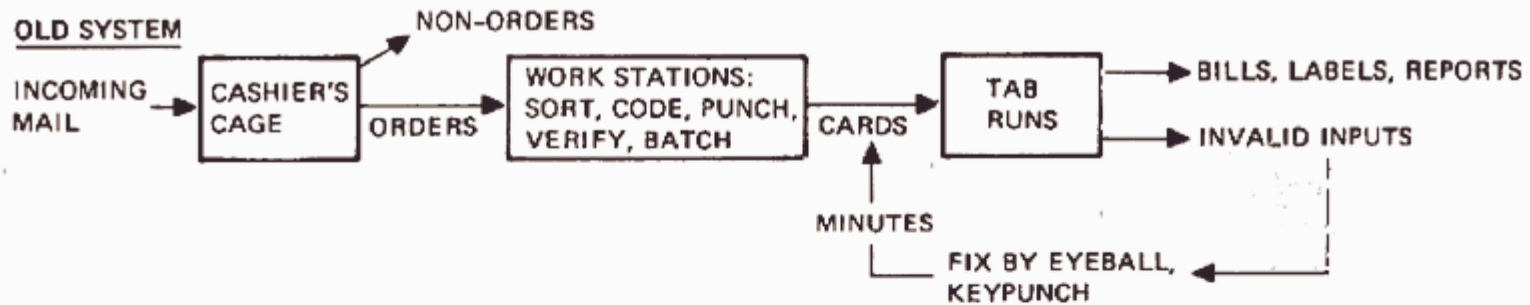 OLD SYSTEM
NON-ORDERS
INCOMING
MAIL
CASHIER'S
CAGE
ORDERS
WORK STATIONS:
SORT, CODE, PUNCH,
VERIFY, BATCH
CARDS
TAB
RUNS
BILLS, LABELS, REPORTS
INVALID INPUTS
MINUTES
FIX BY EYEBALL,
KEYPUNCH